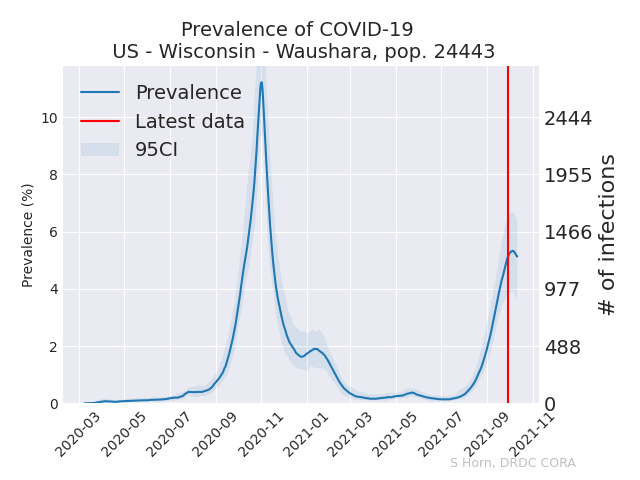 Prevalence of COVID-19
US - Wisconsin - Waushara, pop. 24443
Prevalence
Latest data
95CI
Prevalence (%)
10
8
6
4
2
0
2444
1955
1466
977
488
0
# of infections
2020-03
2020-05
2020-07
2020-09
2020-11
2021-01
2021-03
2021-05
2021-07
2021-09
2021-11
S Horn, DRDC CORA